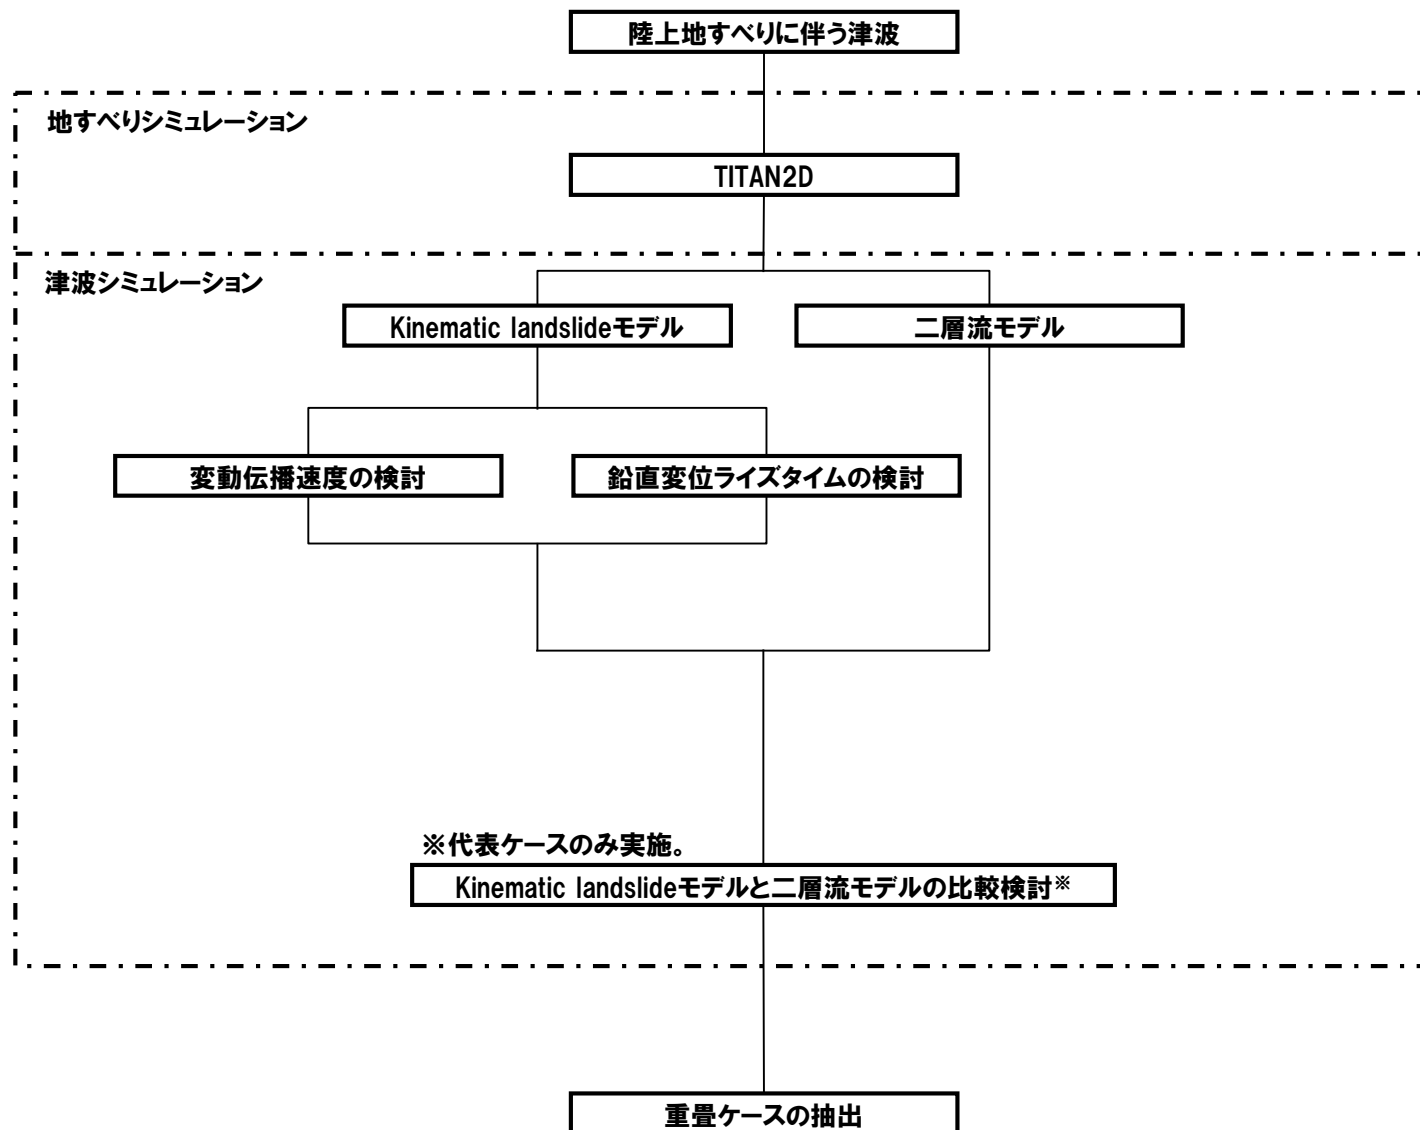 陸上地すべりに伴う津波
地すべりシミュレーション
TITAN2D
津波シミュレーション
Kinematic landslideモデル
二層流モデル
変動伝播速度の検討
鉛直変位ライズタイムの検討
※代表ケースのみ実施。
Kinematic landslideモデルと二層流モデルの比較検討※
重畳ケースの抽出